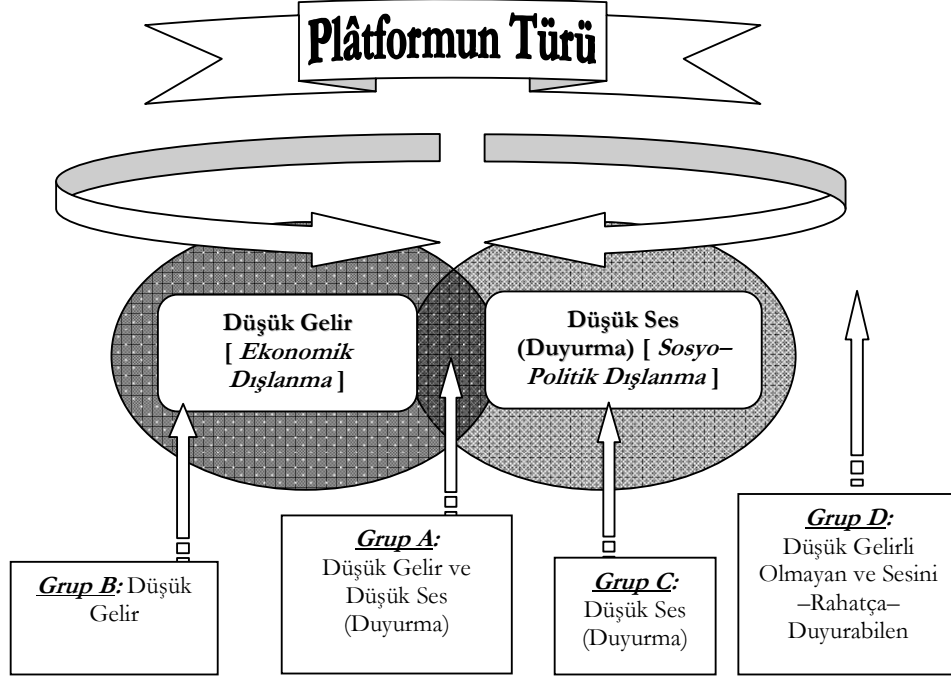 Plâtformun Türü
Düşük Gelir
[ Ekonomik
Dışlanma ]
Düşük Ses
(Duyurma) [ Sosyo–
Politik Dışlanma ]
Grup B: Düşük
Gelir
Grup A:
Düşük Gelir ve
Düşük Ses
(Duyurma)
Grup C:
Düşük Ses
(Duyurma)
Grup D:
Düşük Gelirli
Olmayan ve Sesini
–Rahatça–
Duyurabilen